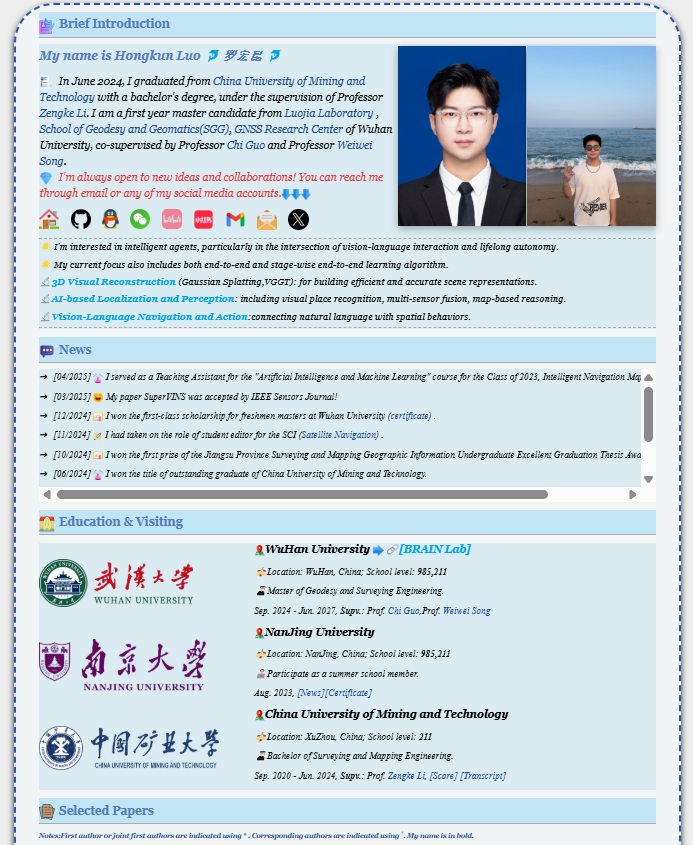 Brief Introduction
My name is Hongkun Luo 罗宏昆
In June 2024, I graduated from China University of Mining and
Technology with a bachelor's degree, under the supervision of Professor
Zengke Li. I am a first year master candidate from Luojia Laboratory ,
School of Geodesy and Geomatics(SGG), GNSS Research Center of Wuhan
University, co-supervised by Professor Chi Guo and Professor Weiwei
Song.
I'm always open to new ideas and collaborations! You can reach me
through email or any of my social media accounts.
bilibili
小红书
I'm interested in intelligent agents, particularly in the intersection of vision-language interaction and lifelong autonomy.
My current focus also includes both end-to-end and stage-wise end-to-end learning algorithm.
3D Visual Reconstruction (Gaussian Splatting,VGGT): for building efficient and accurate scene representations.
AI-based Localization and Perception: including visual place recognition, multi-sensor fusion, map-based reasoning.
Vision-Language Navigation and Action:connecting natural language with spatial behaviors.
News
➔ [04/2025] I served as a Teaching Assistant for the "Artificial Intelligence and Machine Learning" course for the Class of 2023, Intelligent Navigation Maj
➔ [03/2025] My paper SuperVINS was accepted by IEEE Sensors Journal!
➔ [12/2024] I won the first-class scholarship for freshmen masters at Wuhan University (certificate) .
➔ [11/2024] I had taken on the role of student editor for the SCI (Satellite Navigation) .
➔ [10/2024] I won the first prize of the Jiangsu Province Surveying and Mapping Geographic Information Undergraduate Excellent Graduation Thesis Awa
➔ [06/2024] I won the title of outstanding graduate of China University of Mining and Technology.
Education & Visiting
武汉大学
WUHAN UNIVERSITY
WuHan University [BRAIN Lab]
Location: WuHan, China; School level: 985,211
Master of Geodesy and Surveying Engineering.
Sep. 2024 - Jun. 2027, Supv.: Prof. Chi Guo,Prof. Weiwei Song
南京大学
NANJING UNIVERSITY
NanJing University
Location: NanJing, China; School level: 985,211
Participate as a summer school member.
Aug. 2023, [News][Certificate]
中国矿业大学
CHINA UNIVERSITY OF MINING AND TECHNOLOGY
China University of Mining and Technology
Location: XuZhou, China; School level: 211
Bachelor of Surveying and Mapping Engineering.
Sep. 2020 - Jun. 2024, Supv.: Prof. Zengke Li, [Score] [Transcript]
Selected Papers
Notes:First author or joint first authors are indicated using * . Corresponding authors are indicated using † . My name is in bold.